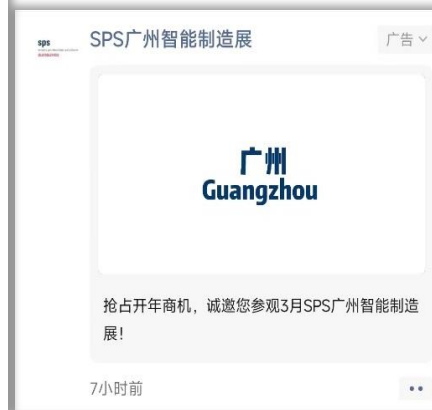 sps
SPS广州智能制造展
广告
广州
Guangzhou
抢占开年商机，诚邀您参观3月SPS广州智能制造
展！
7小时前